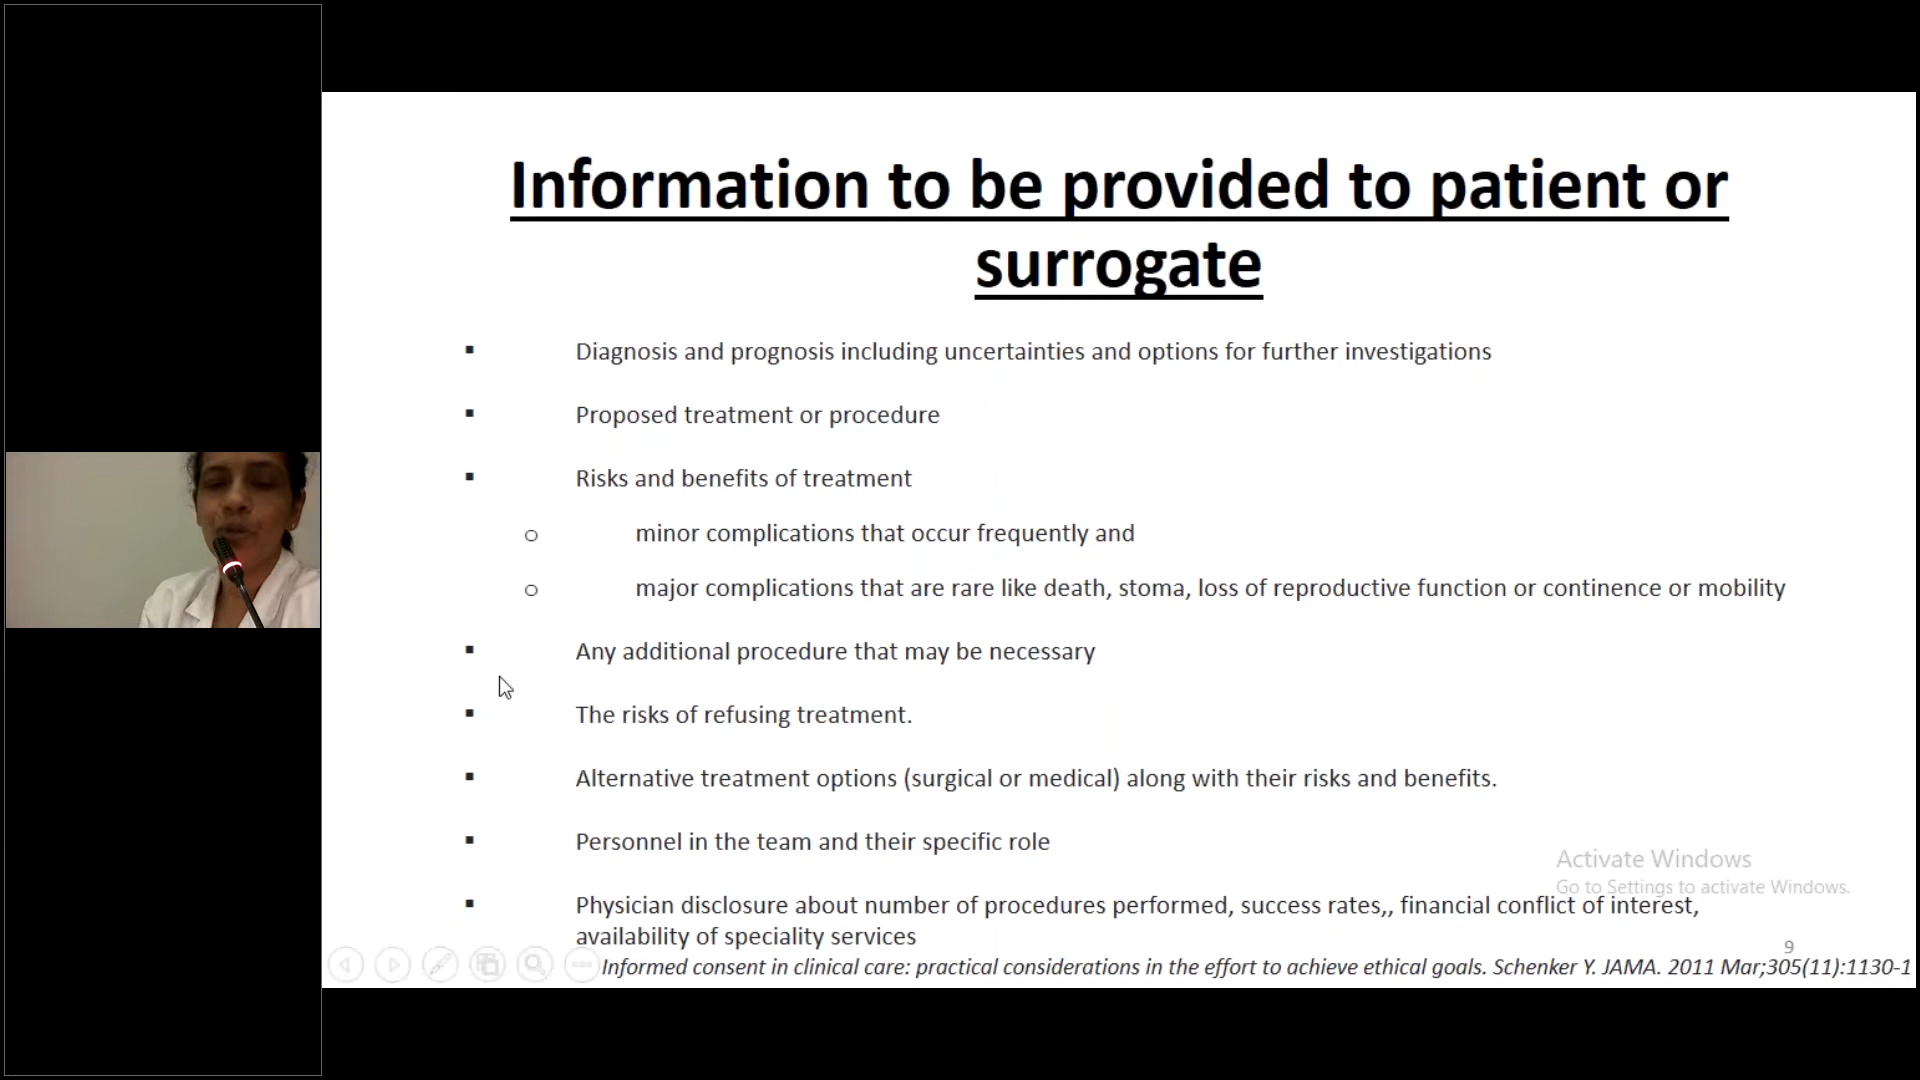 Information to be provided to patient or
surrogate
▪ Diagnosis and prognosis including uncertainties and options for further investigations
▪ Proposed treatment or procedure
▪ Risks and benefits of treatment
o minor complications that occur frequently and
o major complications that are rare like death, stoma, loss of reproductive function or continence or mobility
▪ Any additional procedure that may be necessary
▪ The risks of refusing treatment.
▪ Alternative treatment options (surgical or medical) along with their risks and benefits.
▪ Personnel in the team and their specific role
▪ Physician disclosure about number of procedures performed, success rates,, financial conflict of interest,
availability of speciality services
Informed consent in clinical care: practical considerations in the effort to achieve ethical goals. Schenker Y. JAMA. 2011 Mar;305(11):1130-1
9
Activate Windows
Go to Settings to activate Windows.